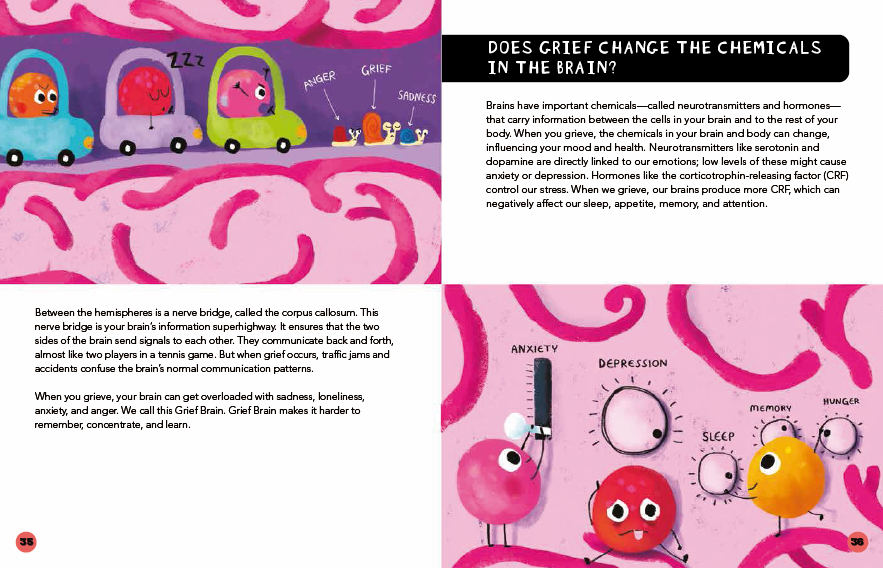 ZZZ
ANGER
GRIEF
SADNESS
Between the hemispheres is a nerve bridge, called the corpus callosum. This
nerve bridge is your brain's information superhighway. It ensures that the two
sides of the brain send signals to each other. They communicate back and forth,
almost like two players in a tennis game. But when grief occurs, traffic jams and
accidents confuse the brain's normal communication patterns.
When you grieve, your brain can get overloaded with sadness, loneliness,
anxiety, and anger. We call this Grief Brain. Grief Brain makes it harder to
remember, concentrate, and learn.
35
DOES GRIEF CHANGE THE CHEMICALS
IN THE BRAIN?
Brains have important chemicals—called neurotransmitters and hormones—
that carry information between the cells in your brain and to the rest of your
body. When you grieve, the chemicals in your brain and body can change,
influencing your mood and health. Neurotransmitters like serotonin and
dopamine are directly linked to our emotions; low levels of these might cause
anxiety or depression. Hormones like the corticotrophin-releasing factor (CRF)
control our stress. When we grieve, our brains produce more CRF, which can
negatively affect our sleep, appetite, memory, and attention.
ANXIETY
DEPRESSION
SLEEP
MEMORY
HUNGER
36